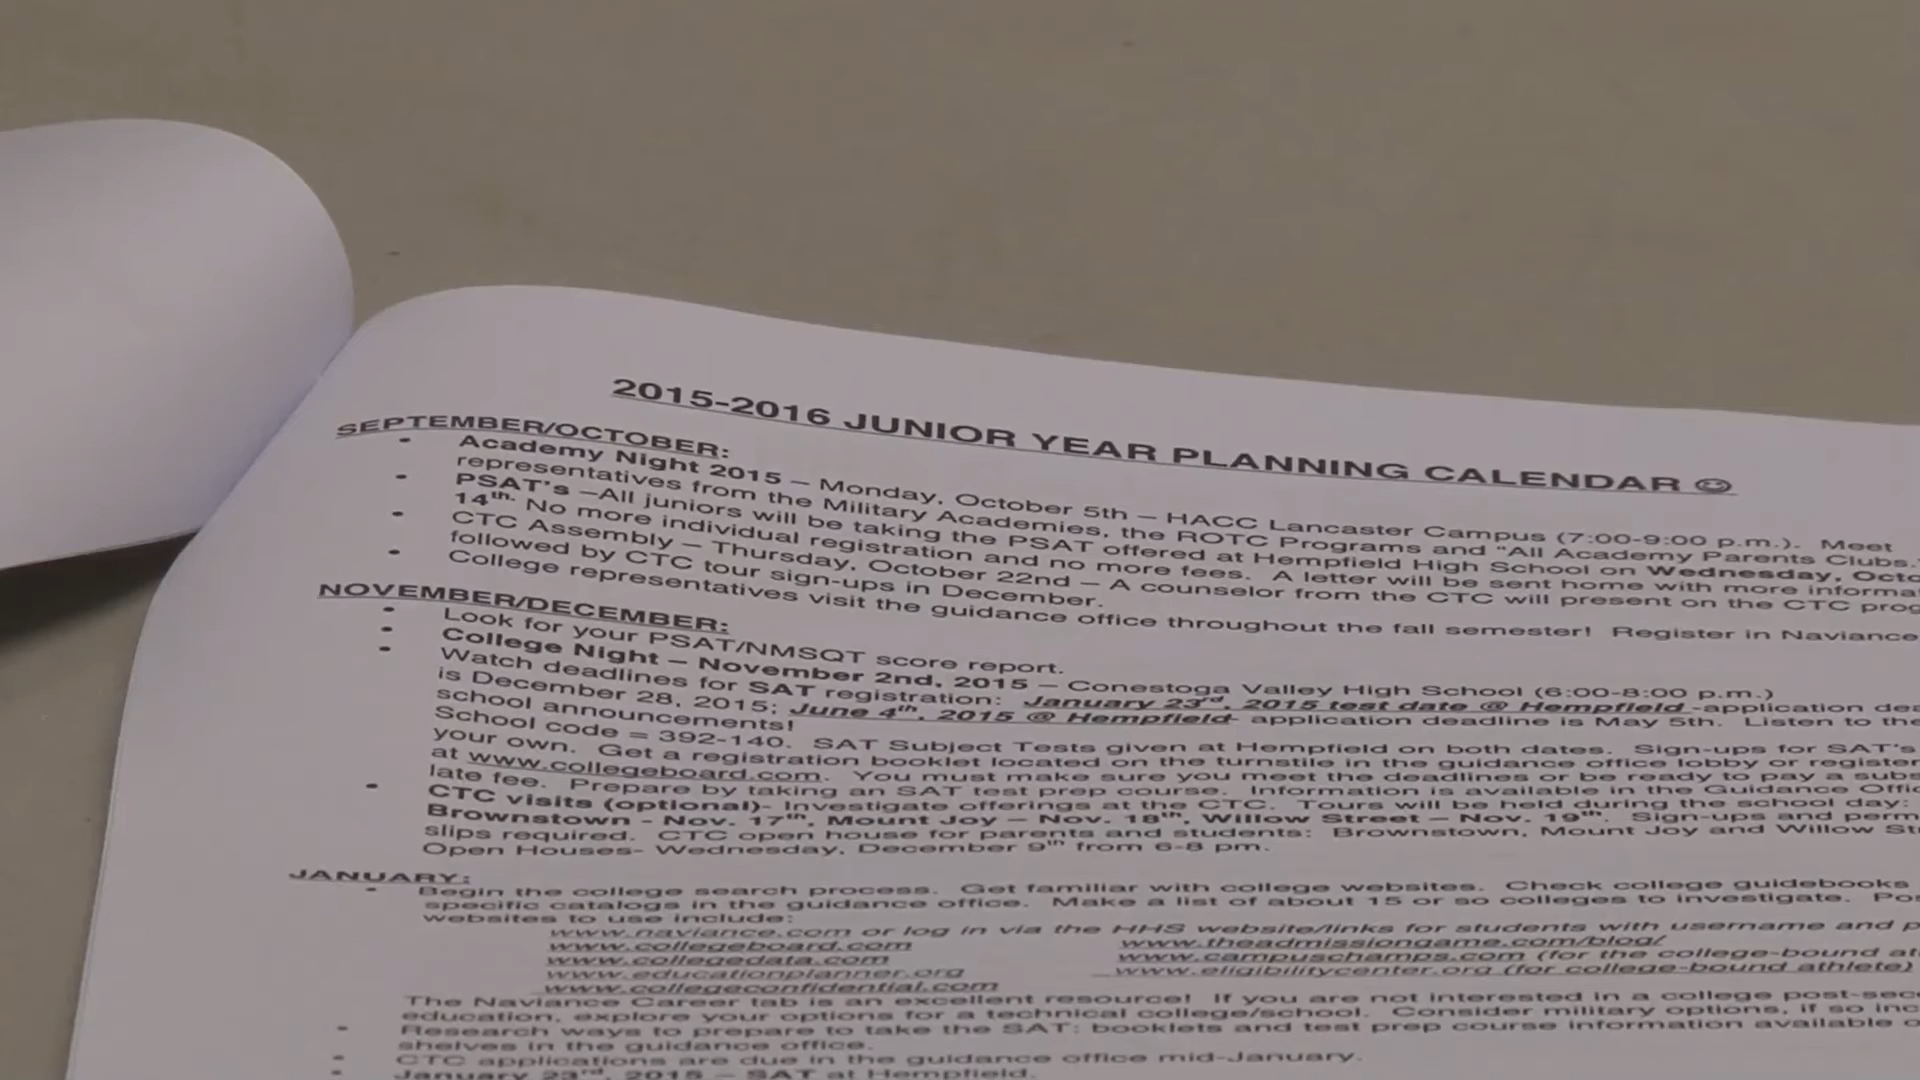 2015-2016 JUNIOR YEAR PLANNING CALENDAR ☺
SEPTEMBER/OCTOBER:
• Academy Night 2015 – Monday, October 5th – HACC Lancaster Campus (7:00-9:00 p.m.). Meet
representatives from the Military Academies, the ROTC Programs and "All Academy Parents Clubs."
• PSAT's –All juniors will be taking the PSAT offered at Hempfield High School on Wednesday,
14th. No more individual registration and no more fees. A letter will be sent home with more
• CTC Assembly – Thursday, October 22nd – A counselor from the CTC will present on the CTC
followed by CTC tour sign-ups in December.
• College representatives visit the guidance office throughout the fall semester! Register in Naviance
NOVEMBER/DECEMBER:
• Look for your PSAT/NMSQT score report.
• College Night – November 2nd, 2015 – Conestoga Valley High School (6:00-8:00 p.m.)
• Watch deadlines for SAT registration: January 23rd, 2015 test date @ Hempfield -application
is December 28, 2015; June 4th, 2015 @ Hempfield- application deadline is May 5th. Listen to the
school announcements!
School code = 392-140. SAT Subject Tests given at Hempfield on both dates. Sign-ups for SAT's
your own. Get a registration booklet located on the turnstile in the guidance office lobby or register
at www.collegeboard.com. You must make sure you meet the deadlines or be ready to pay a
late fee. Prepare by taking an SAT test prep course. Information is available in the Guidance
• CTC visits (optional)- Investigate offerings at the CTC. Tours will be held during the school day:
Brownstown - Nov. 17th, Mount Joy – Nov. 18th, Willow Street – Nov. 19th. Sign-ups and
slips required. CTC open house for parents and students: Brownstown, Mount Joy and Willow
Open Houses- Wednesday, December 9th from 6-8 pm.
JANUARY:
• Begin the college search process. Get familiar with college websites. Check college guidebooks
specific catalogs in the guidance office. Make a list of about 15 or so colleges to investigate.
websites to use include:
www.naviance.com or log in via the HHS website/links for students with username and
www.collegeboard.com www.theadmissiongame.com/blog/
www.collegedata.com www.campuschamps.com (for the college-bound
www.educationplanner.org www.eligibilitycenter.org (for college-bound athlete)
www.collegeconfidential.com
The Naviance Career tab is an excellent resource! If you are not interested in a college
education, explore your options for a technical college/school. Consider military options, if so
• Research ways to prepare to take the SAT: booklets and test prep course information available
shelves in the guidance office.
• CTC applications are due in the guidance office mid-January.
• January 23rd, 2015 – SAT at Hempfield.